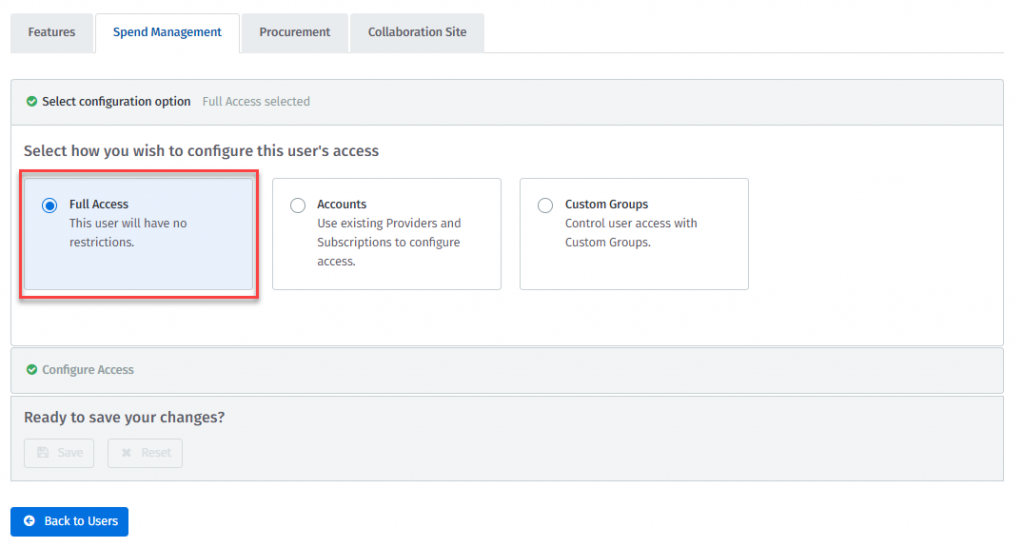 Features Spend Management Procurement Collaboration Site
Select configuration option Full Access selected
Select how you wish to configure this user's access
Full Access
This user will have no
restrictions.
Accounts
Use existing Providers and
Subscriptions to configure
access.
Custom Groups
Control user access with
Custom Groups.
Configure Access
Ready to save your changes?
Save Reset
Back to Users